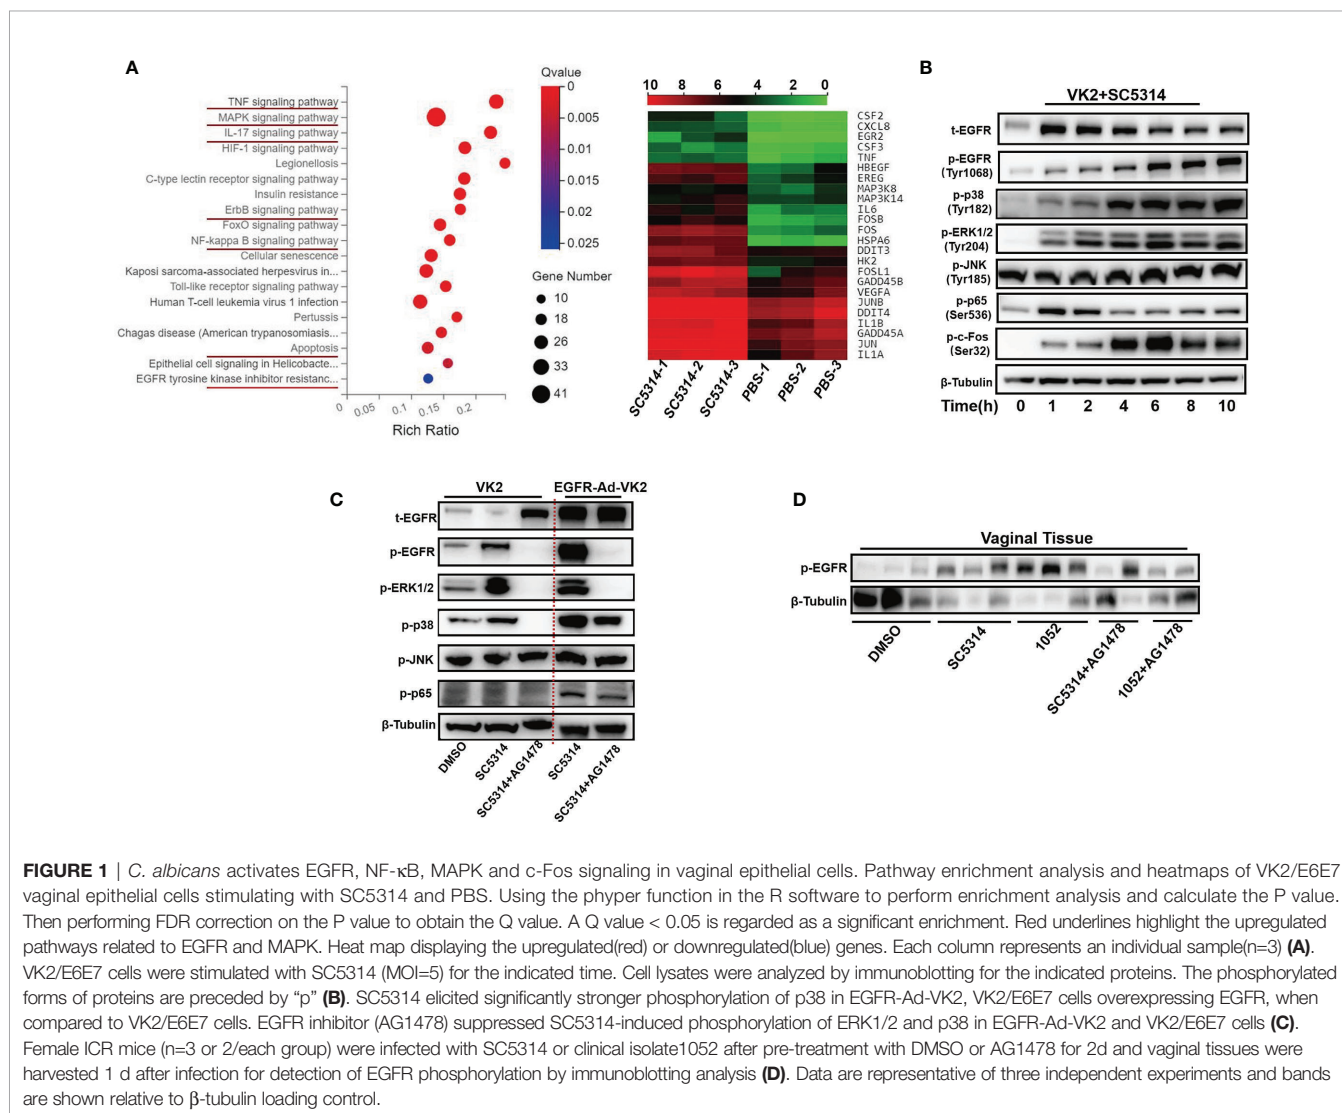 A
TNF signaling pathway
MAPK signaling pathway
IL-17 signaling pathway
HIF-1 signaling pathway
Legionellosis
C-type lectin receptor signaling pathway
Insulin resistance
ErbB signaling pathway
FoxO signaling pathway
NF-kappa B signaling pathway
Cellular senescence
Kaposi sarcoma-associated herpesvirus in...
Toll-like receptor signaling pathway
Human T-cell leukemia virus 1 infection
Pertussis
Chagas disease (American trypanosomiasis...
Apoptosis
Epithelial cell signaling in Helicobacte...
EGFR tyrosine kinase inhibitor resistanc...
0 0.05 0.1 0.15 0.2
Rich Ratio
Qvalue
0
0.005
0.01
0.015
0.02
0.025
Gene Number
10
18
26
33
41
10 8 6 4 2 0
CSF2
CXCL8
EGR2
CSF3
TNF
HBEGF
EREG
MAP3K8
MAP3K14
IL6
FOSB
FOS
HSPA6
DDIT3
HK2
FOSL1
GADD45B
VEGFA
JUNB
DDIT4
IL1B
GADD45A
JUN
IL1A
SC5314-1 SC5314-2 SC5314-3 PBS-1 PBS-2 PBS-3
B
VK2+SC5314
t-EGFR
p-EGFR
(Tyr1068)
p-p38
(Tyr182)
p-ERK1/2
(Tyr204)
p-JNK
(Tyr185)
p-p65
(Ser536)
p-c-Fos
(Ser32)
β-Tubulin
Time(h) 0 1 2 4 6 8 10
C
VK2 EGFR-Ad-VK2
t-EGFR
p-EGFR
p-ERK1/2
p-p38
p-JNK
p-p65
β-Tubulin
DMSO SC5314 SC5314+AG1478 SC5314 SC5314+AG1478
D
Vaginal Tissue
p-EGFR
β-Tubulin
DMSO SC5314 1052 SC5314+AG1478 1052+AG1478
FIGURE 1 | C. albicans activates EGFR, NF-κB, MAPK and c-Fos signaling in vaginal epithelial cells. Pathway enrichment analysis and heatmaps of VK2/E6E7
vaginal epithelial cells stimulating with SC5314 and PBS. Using the phyper function in the R software to perform enrichment analysis and calculate the P value.
Then performing FDR correction on the P value to obtain the Q value. A Q value < 0.05 is regarded as a significant enrichment. Red underlines highlight the upregulated
pathways related to EGFR and MAPK. Heat map displaying the upregulated(red) or downregulated(blue) genes. Each column represents an individual sample(n=3) (A).
VK2/E6E7 cells were stimulated with SC5314 (MOI=5) for the indicated time. Cell lysates were analyzed by immunoblotting for the indicated proteins. The phosphorylated
forms of proteins are preceded by “p” (B). SC5314 elicited significantly stronger phosphorylation of p38 in EGFR-Ad-VK2, VK2/E6E7 cells overexpressing EGFR, when
compared to VK2/E6E7 cells. EGFR inhibitor (AG1478) suppressed SC5314-induced phosphorylation of ERK1/2 and p38 in EGFR-Ad-VK2 and VK2/E6E7 cells (C).
Female ICR mice (n=3 or 2/each group) were infected with SC5314 or clinical isolate1052 after pre-treatment with DMSO or AG1478 for 2d and vaginal tissues were
harvested 1 d after infection for detection of EGFR phosphorylation by immunoblotting analysis (D). Data are representative of three independent experiments and bands
are shown relative to β-tubulin loading control.